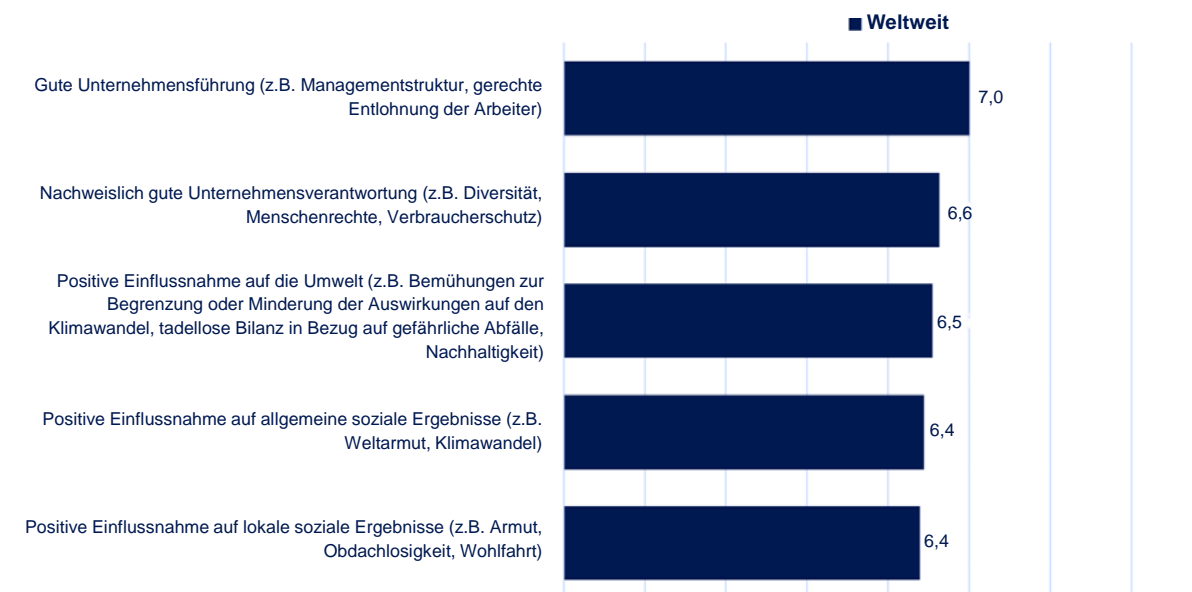 Weltweit
Gute Unternehmensführung (z.B. Managementstruktur, gerechte
Entlohnung der Arbeiter)
7,0
Nachweislich gute Unternehmensverantwortung (z.B. Diversität,
Menschenrechte, Verbraucherschutz)
6,6
Positive Einflussnahme auf die Umwelt (z.B. Bemühungen zur
Begrenzung oder Minderung der Auswirkungen auf den
Klimawandel, tadellose Bilanz in Bezug auf gefährliche Abfälle,
Nachhaltigkeit)
6,5
Positive Einflussnahme auf allgemeine soziale Ergebnisse (z.B.
Weltarmut, Klimawandel)
6,4
Positive Einflussnahme auf lokale soziale Ergebnisse (z.B. Armut,
Obdachlosigkeit, Wohlfahrt)
6,4